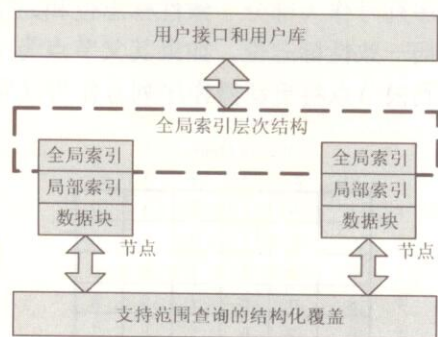 用户接口和用户库
全局索引层次结构
全局索引
局部索引
数据块
节点
全局索引
局部索引
数据块
节点
支持范围查询的结构化覆盖